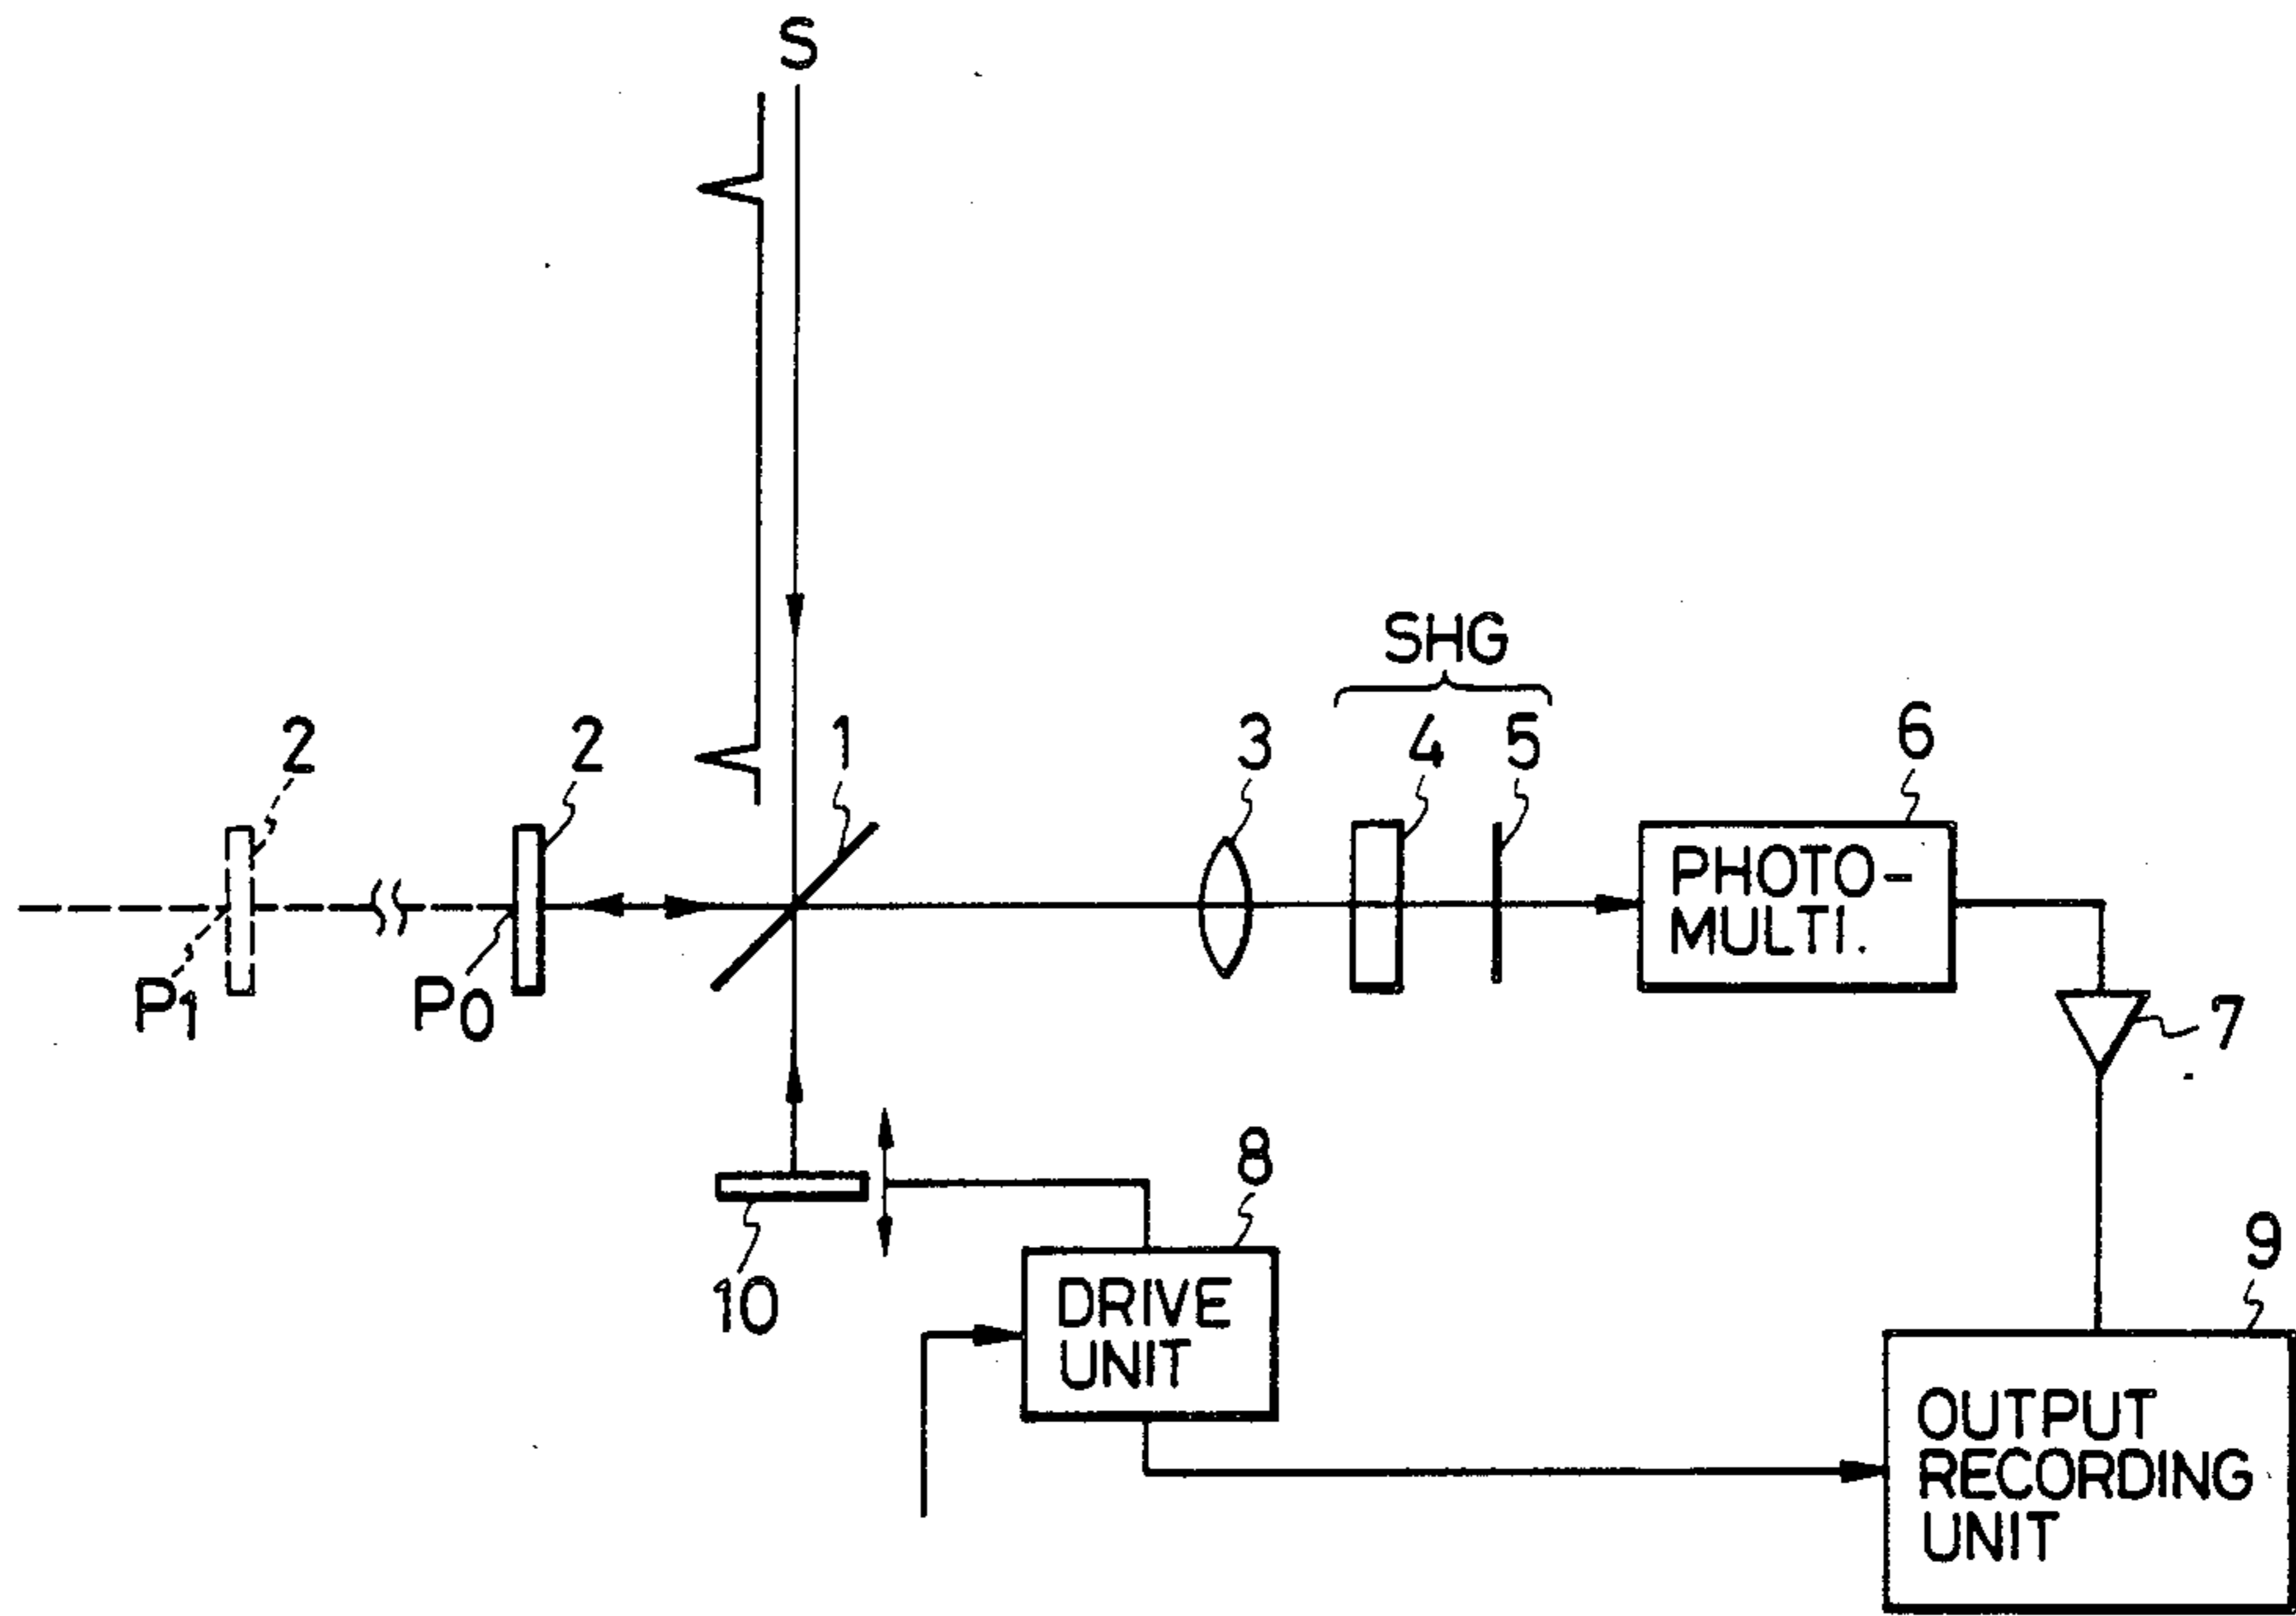 S
SHG
2
2
1
3
4
5
6
PHOTO-
MULTI.
P1
P0
7
8
10
DRIVE
UNIT
9
OUTPUT
RECORDING
UNIT